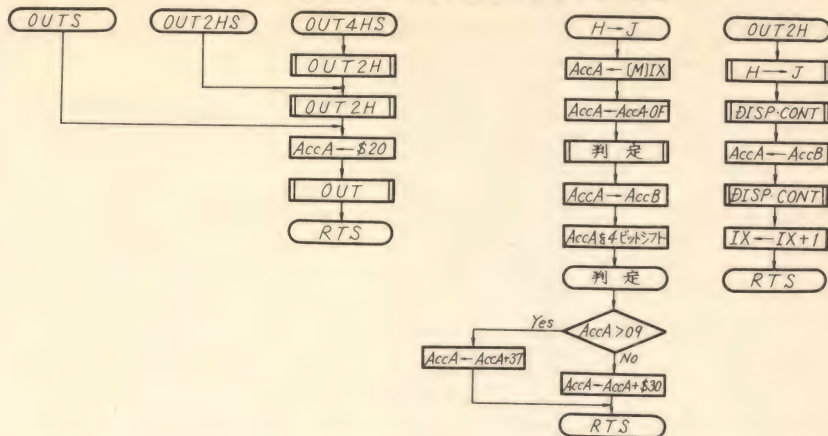 OUTS
OUT2HS
OUT4HS
OUT2H
OUT2H
AccA←$20
OUT
RTS
H→J
AccA←(M)IX
AccA←AccA·0F
判定
AccA→AccB
AccAを4ビットシフト
判定
AccA>09
Yes
No
AccA←AccA+37
AccA←AccA+$30
RTS
OUT2H
H→J
DISP·CONT
AccA←AccB
DISP·CONT
IX←IX+1
RTS